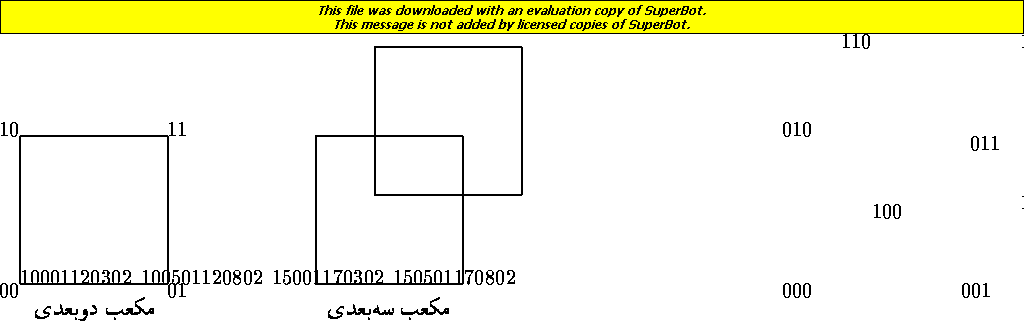 This file was downloaded with an evaluation copy of SuperBot.
This message is not added by licensed copies of SuperBot.
110
10
11
010
011
100
10001120302 100501120802 15001170302 150501170802
00
01
000
001
مکعب دوبعدی
مکعب سه‌بعدی